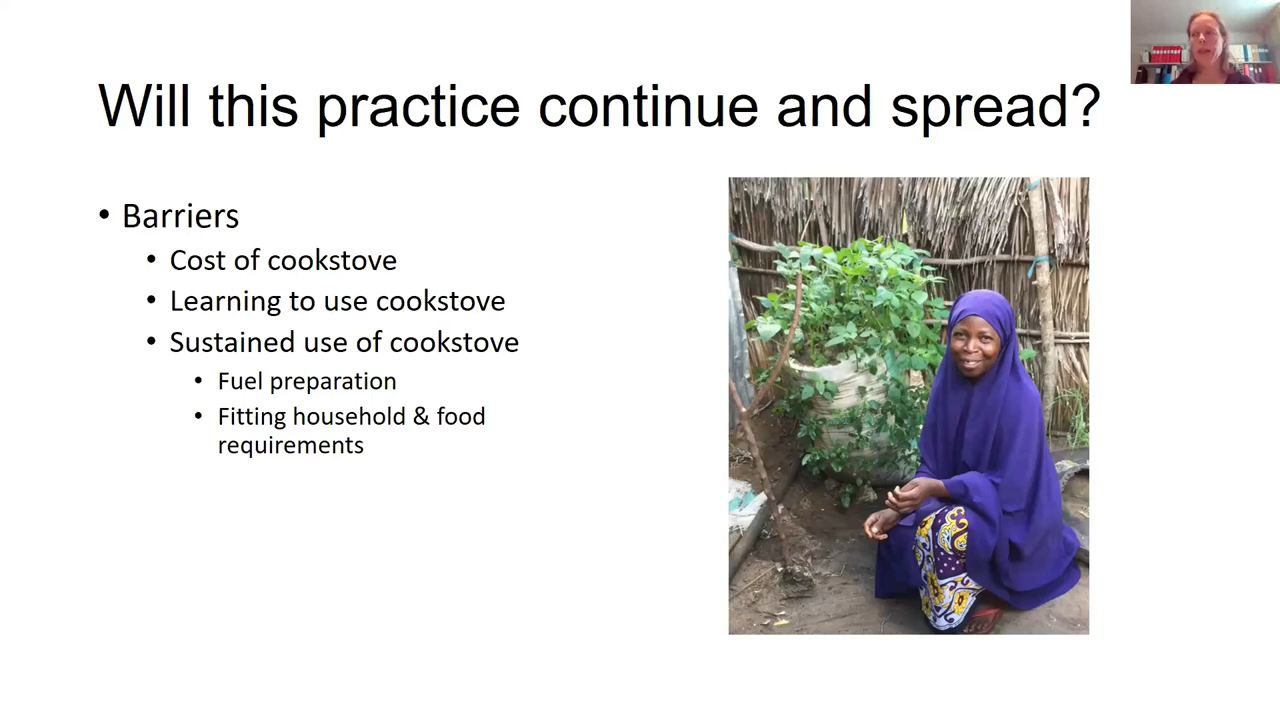 Will this practice continue and spread?
• Barriers
• Cost of cookstove
• Learning to use cookstove
• Sustained use of cookstove
• Fuel preparation
• Fitting household & food
requirements